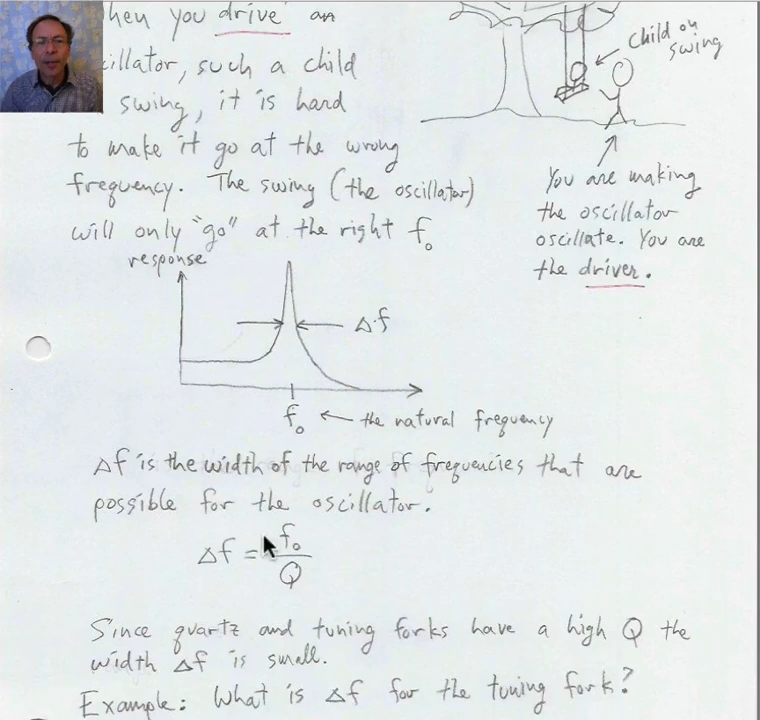 hen you drive an
cillator, such a child
swing, it is hard
to make it go at the wrong
frequency. The swing (the oscillator)
will only "go" at the right f₀
Child on
swing
You are making
the oscillator
oscillate. You are
the driver.
response
Δf
f₀ ← the natural frequency
Δf is the width of the range of frequencies that are
possible for the oscillator.
Δf = f₀/Q
Since quartz and tuning forks have a high Q the
width Δf is small.
Example: What is Δf for the tuning fork?